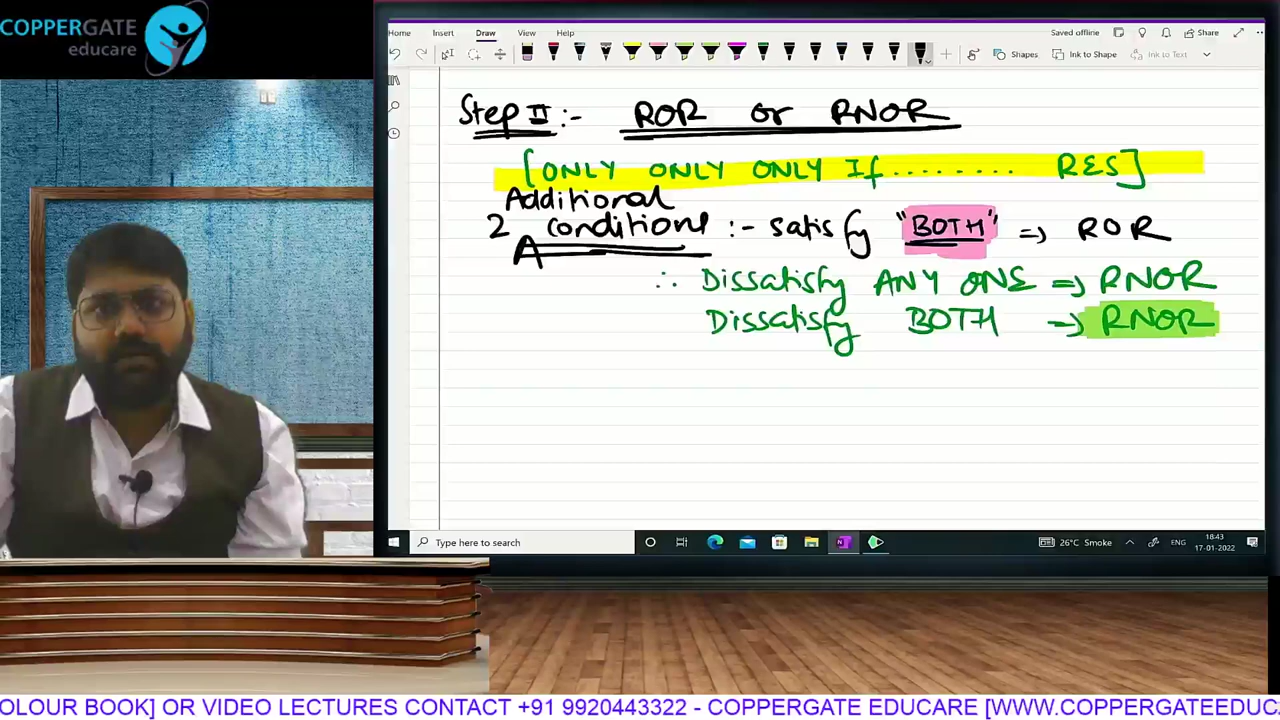 COPPERGATE
educare
Home Insert Draw View Help
Saved offline
Share
Shapes
Ink to Shape
Ink to Text
Step II :- ROR or RNOR
[ONLY ONLY ONLY If ........ RES]
Additional
2 conditions :- satisfy "BOTH" => ROR
∴ Dissatisfy ANY ONE => RNOR
Dissatisfy BOTH => RNOR
Type here to search
26°C Smoke
ENG
18:43
17-01-2022
OLOUR BOOK] OR VIDEO LECTURES CONTACT +91 9920443322 - COPPERGATE EDUCARE [WWW.COPPERGATEEDUC